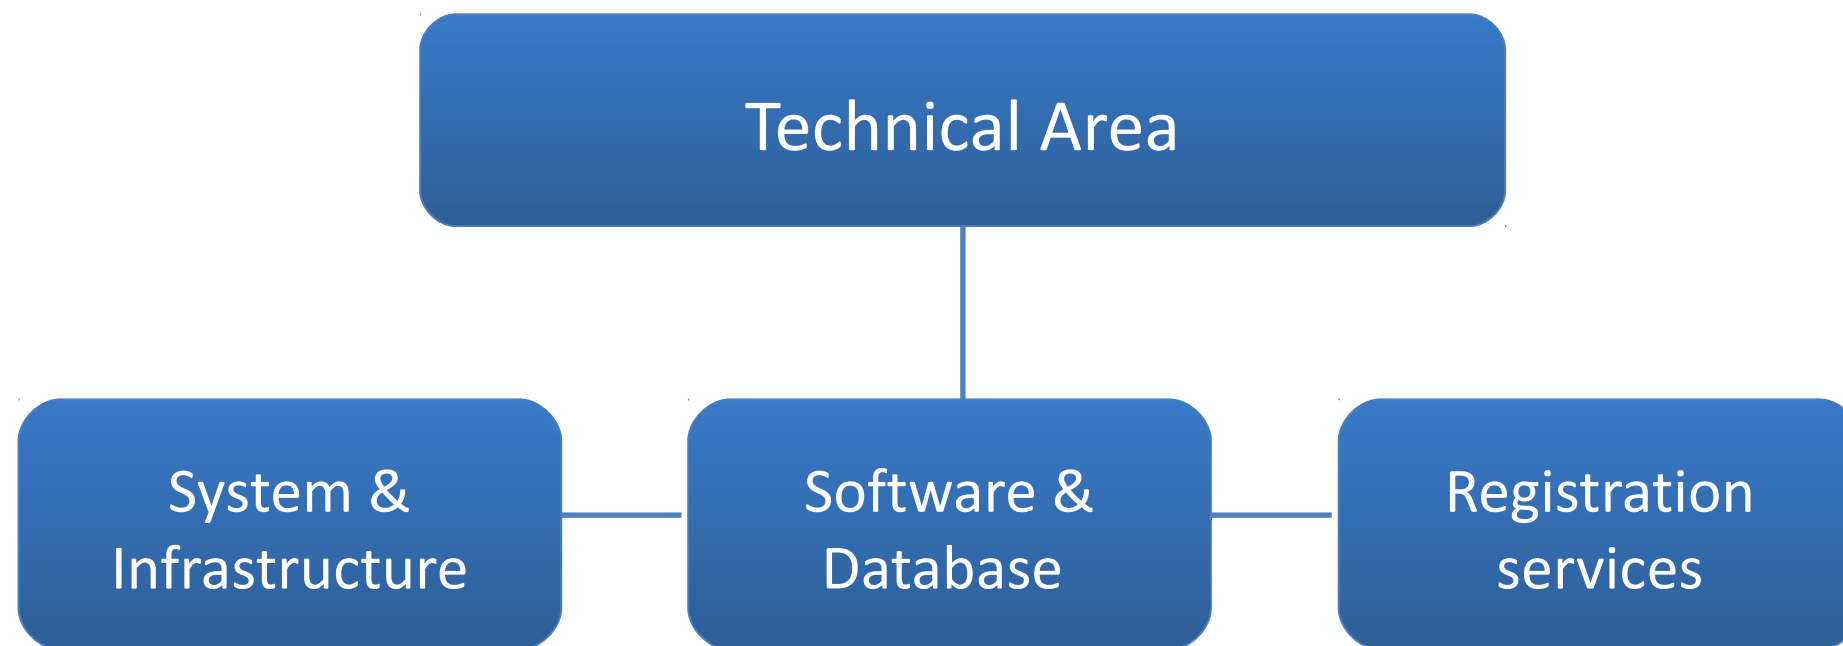 Technical Area
System &
Infrastructure
Software &
Database
Registration
services